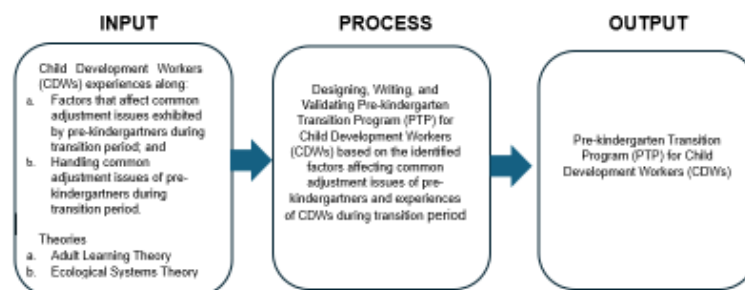 INPUT
Child Development Workers
(CDWs) experiences along:
a. Factors that affect common
adjustment issues exhibited
by pre-kindergartners during
transition period; and
b. Handling common
adjustment issues of pre-
kindergartners during
transition period.
Theories
a. Adult Learning Theory
b. Ecological Systems Theory
PROCESS
Designing, Writing, and
Validating Pre-kindergarten
Transition Program (PTP) for
Child Development Workers
(CDWs) based on the identified
factors affecting common
adjustment issues of pre-
kindergartners and experiences
of CDWs during transition period
OUTPUT
Pre-kindergarten Transition
Program (PTP) for Child
Development Workers (CDWs)